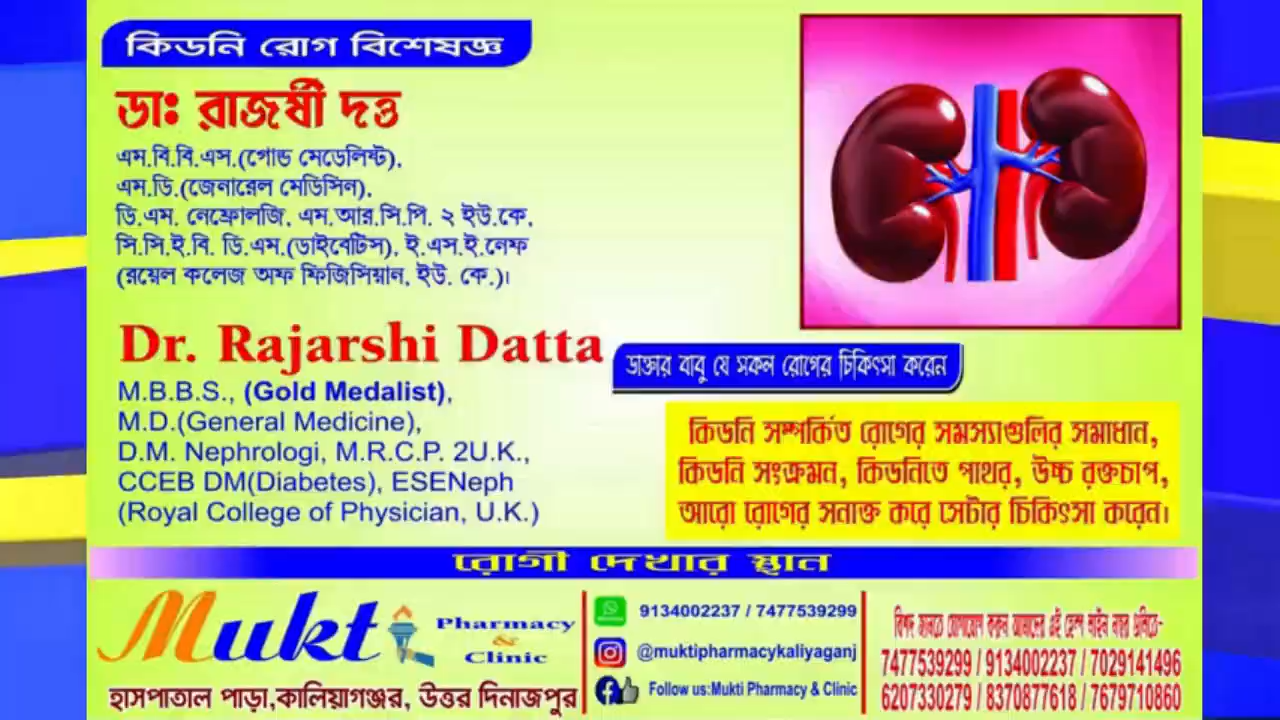 কিডনি রোগ বিশেষজ্ঞ
ডাঃ রাজর্ষী দত্ত
এম.বি.বি.এস.(গোল্ড মেডেলিষ্ট),
এম.ডি.(জেনারেল মেডিসিন),
ডি.এম. নেফ্রোলজি, এম.আর.সি.পি. ২ ইউ.কে,
সি.সি.ই.বি. ডি.এম.(ডাইবেটিস), ই.এস.ই.নেফ
(রয়েল কলেজ অফ ফিজিসিয়ান, ইউ. কে.)।
Dr. Rajarshi Datta
M.B.B.S., (Gold Medalist),
M.D.(General Medicine),
D.M. Nephrologi, M.R.C.P. 2U.K.,
CCEB DM(Diabetes), ESENeph
(Royal College of Physician, U.K.)
ডাক্তার বাবু যে সকল রোগের চিকিৎসা করেন
কিডনি সম্পর্কিত রোগের সমস্যাগুলির সমাধান,
কিডনি সংক্রমন, কিডনিতে পাথর, উচ্চ রক্তচাপ,
আরো রোগের সনাক্ত করে সেটার চিকিৎসা করেন।
রোগী দেখার স্থান
Mukti
Pharmacy
&
Clinic
হাসপাতাল পাড়া,কালিয়াগঞ্জর, উত্তর দিনাজপুর
9134002237 / 7477539299
@muktipharmacykaliyaganj
Follow us:Mukti Pharmacy & Clinic
7477539299 / 9134002237 / 7029141496
6207330279 / 8370877618 / 7679710860